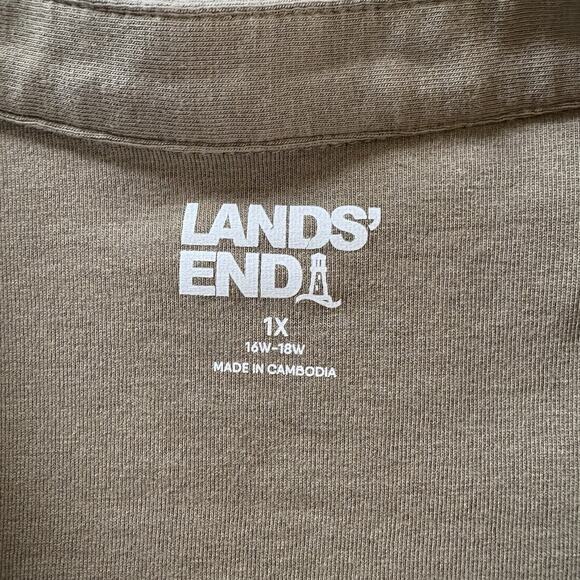 LANDS'
END
1X
16W-18W
MADE IN CAMBODIA